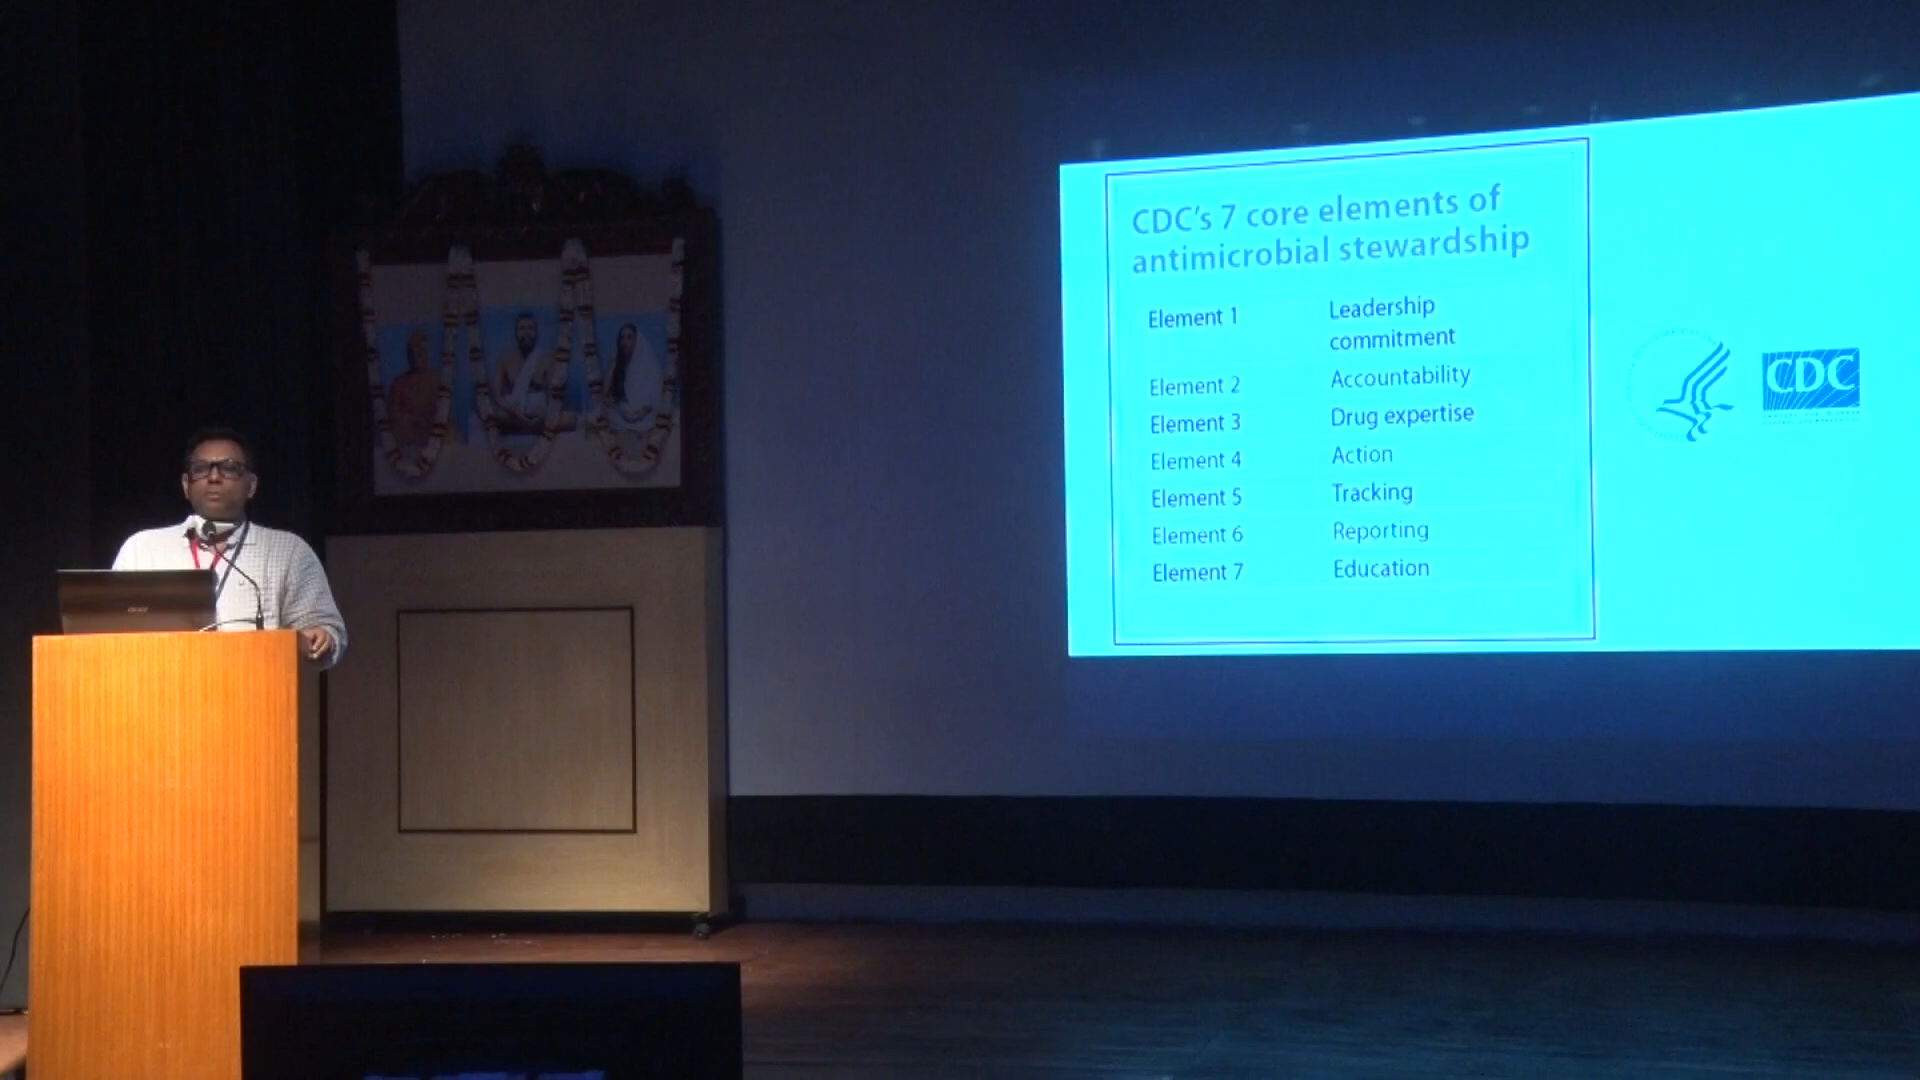 CDC's 7 core elements of
antimicrobial stewardship
Element 1 Leadership
commitment
Element 2 Accountability
Element 3 Drug expertise
Element 4 Action
Element 5 Tracking
Element 6 Reporting
Element 7 Education
CDC
acer